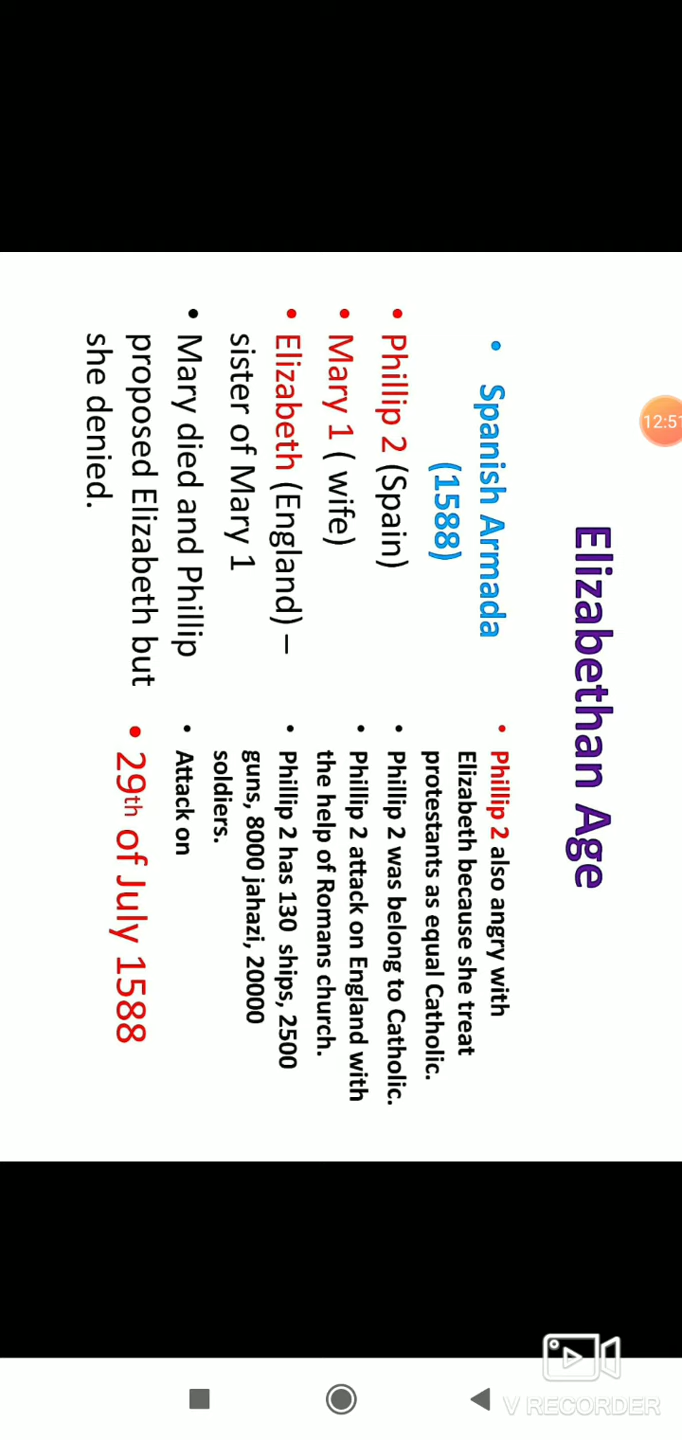 12:51
Elizabethan Age
• Spanish Armada
(1588)
• Phillip 2 (Spain)
• Mary 1 ( wife)
• Elizabeth (England) –
sister of Mary 1
• Mary died and Phillip
proposed Elizabeth but
she denied.
• Phillip 2 also angry with
Elizabeth because she treat
protestants as equal Catholic.
• Phillip 2 was belong to Catholic.
• Phillip 2 attack on England with
the help of Romans church.
• Phillip 2 has 130 ships, 2500
guns, 8000 jahazi, 20000
soldiers.
• Attack on
• 29th of July 1588
V RECORDER